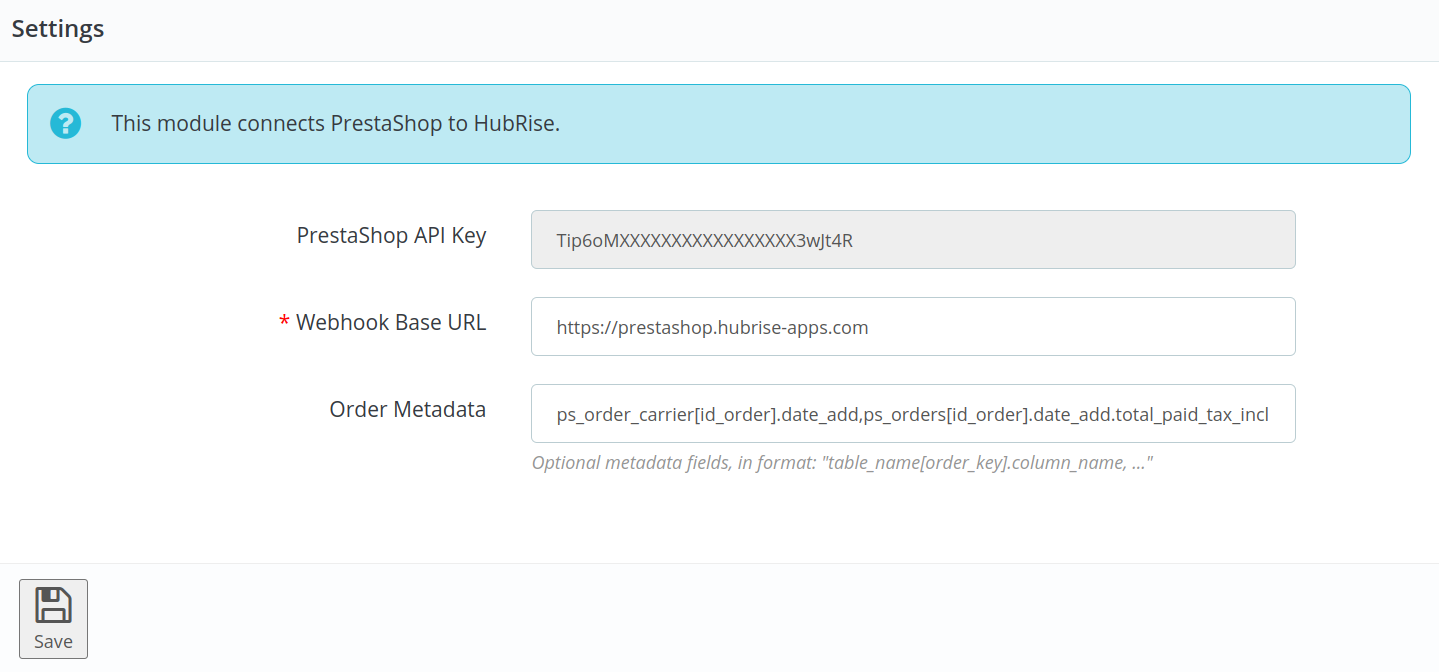 Settings
This module connects PrestaShop to HubRise.
PrestaShop API Key
Tip6oMXXXXXXXXXXXXXXXXX3wJt4R
* Webhook Base URL
https://prestashop.hubrise-apps.com
Order Metadata
ps_order_carrier[id_order].date_add,ps_orders[id_order].date_add.total_paid_tax_incl
Optional metadata fields, in format: "table_name[order_key].column_name, ..."
Save